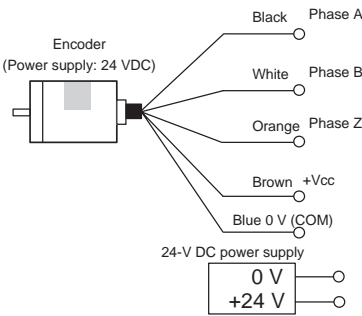 Black Phase A
Encoder
(Power supply: 24 VDC)
White Phase B
Orange Phase Z
Brown +Vcc
Blue 0 V (COM)
24-V DC power supply
0 V
+24 V